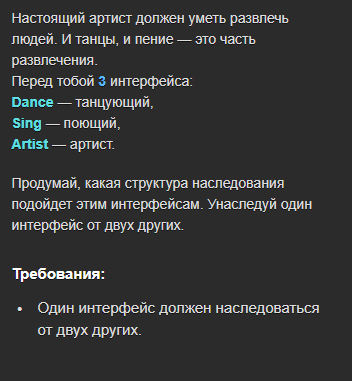 Настоящий артист должен уметь развлечь
людей. И танцы, и пение — это часть
развлечения.
Перед тобой 3 интерфейса:
Dance — танцующий,
Sing — поющий,
Artist — артист.
Продумай, какая структура наследования
подойдет этим интерфейсам. Унаследуй один
интерфейс от двух других.
Требования:
• Один интерфейс должен наследоваться
от двух других.